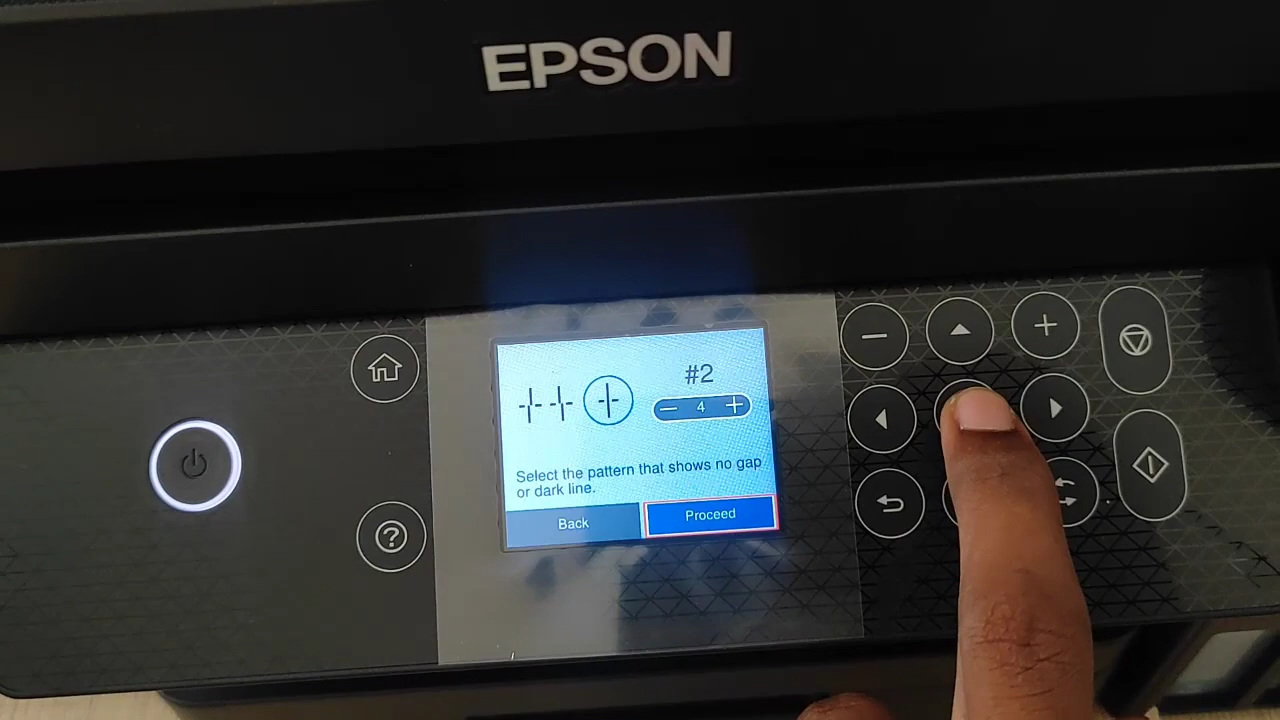 EPSON
#2
4
Select the pattern that shows no gap
or dark line.
Back
Proceed